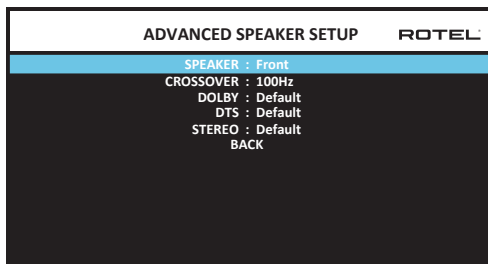 ADVANCED SPEAKER SETUP ROTEL
SPEAKER : Front
CROSSOVER : 100Hz
DOLBY : Default
DTS : Default
STEREO : Default
BACK